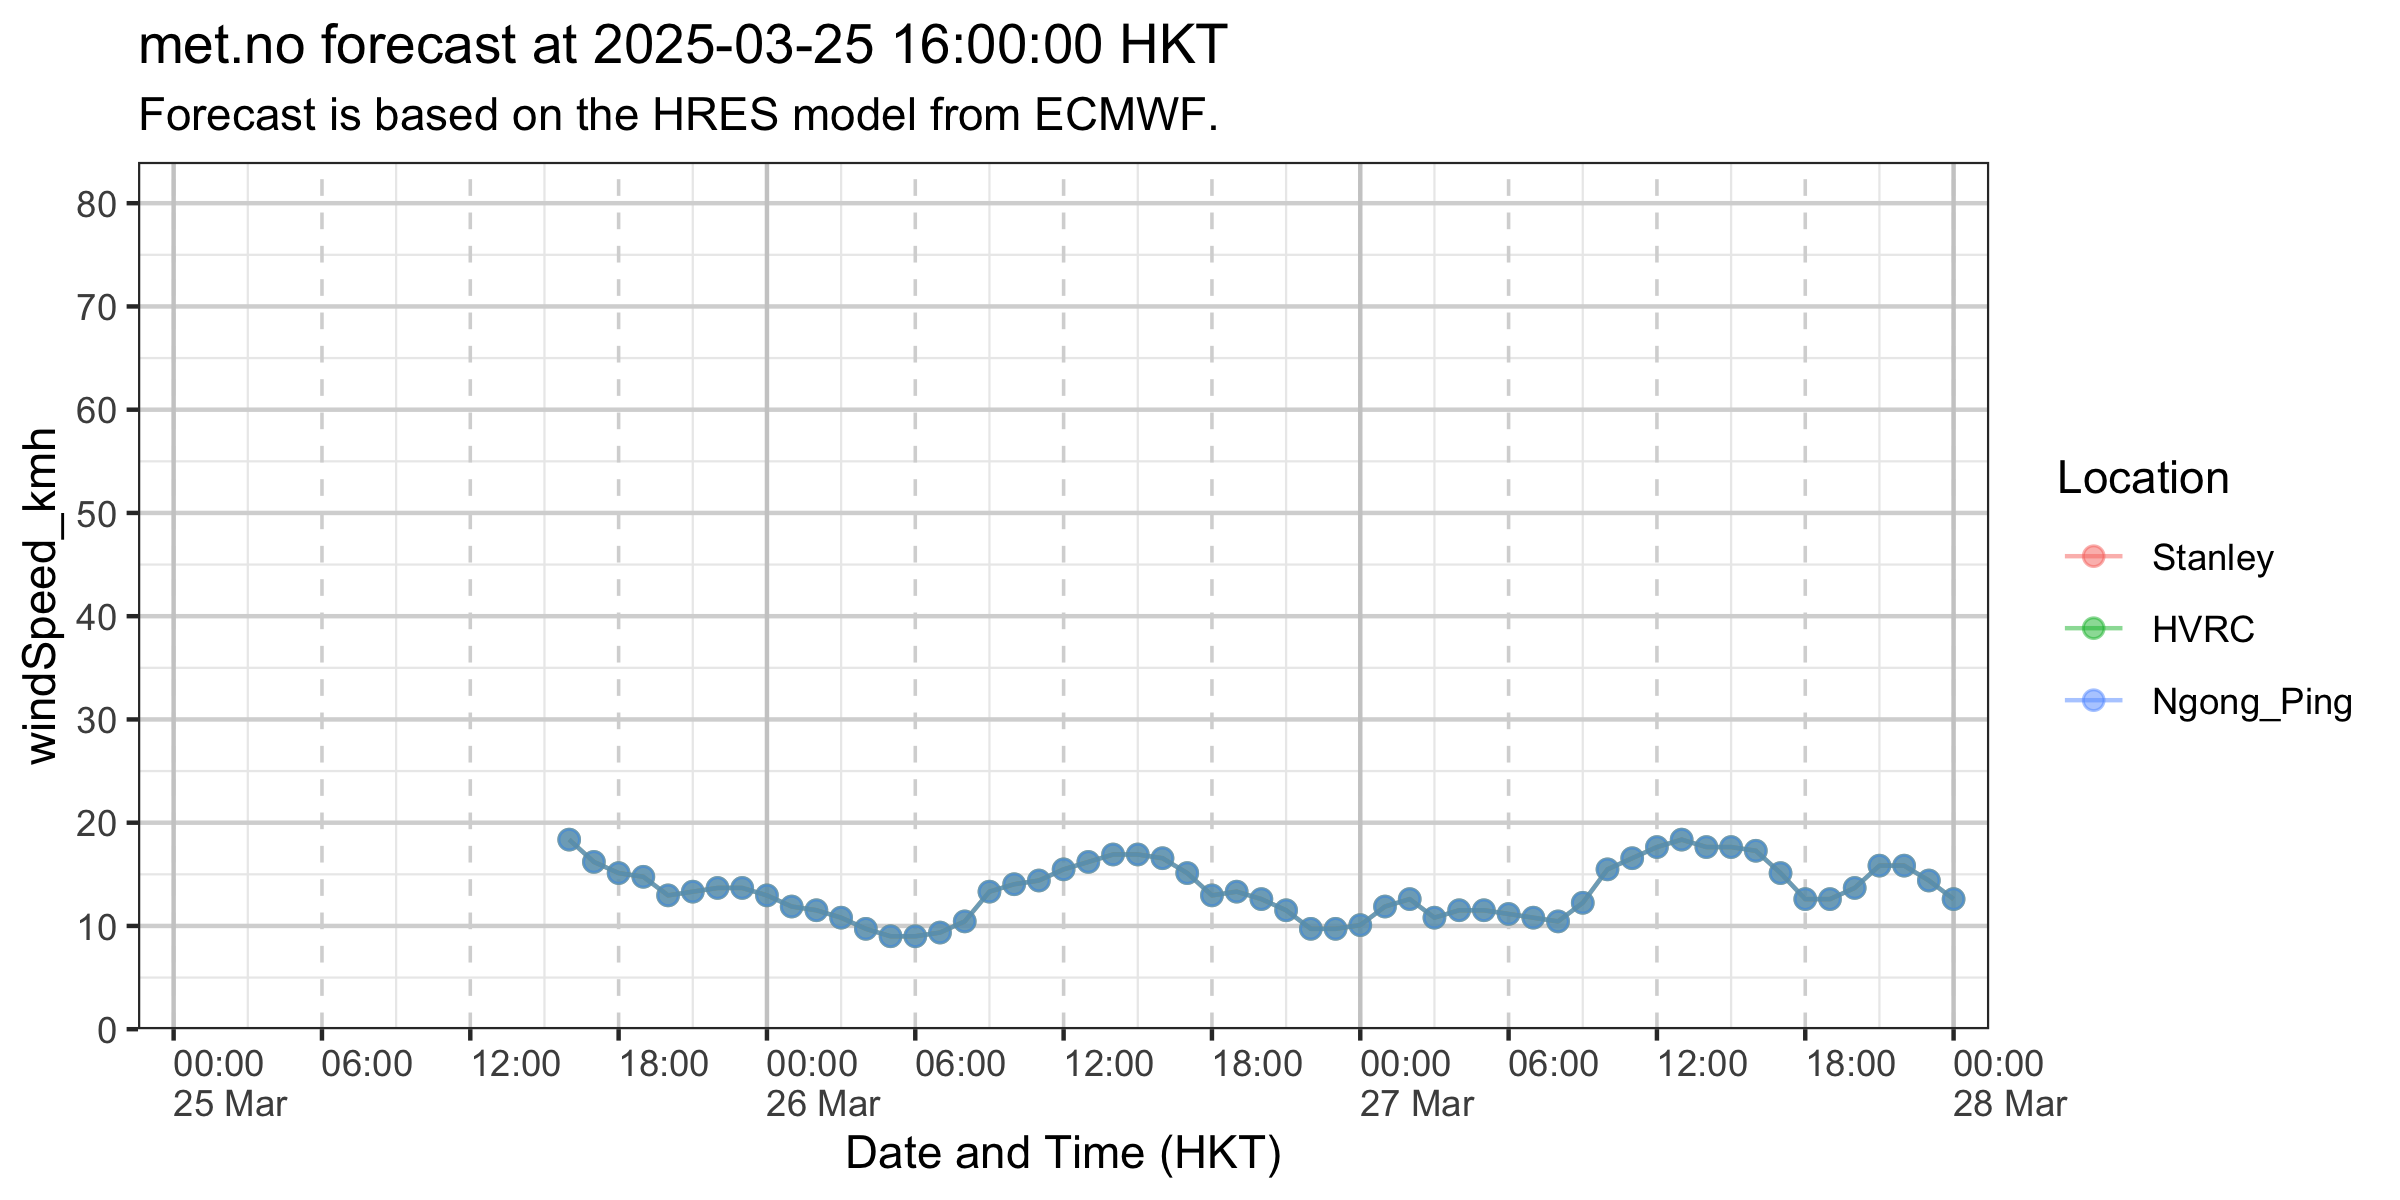 met.no forecast at 2025-03-25 16:00:00 HKT
Forecast is based on the HRES model from ECMWF.
windSpeed_kmh
80
70
60
50
40
30
20
10
0
00:00 06:00 12:00 18:00 00:00 06:00 12:00 18:00 00:00 06:00 12:00 18:00 00:00
25 Mar 26 Mar 27 Mar 28 Mar
Date and Time (HKT)
Location
Stanley
HVRC
Ngong_Ping